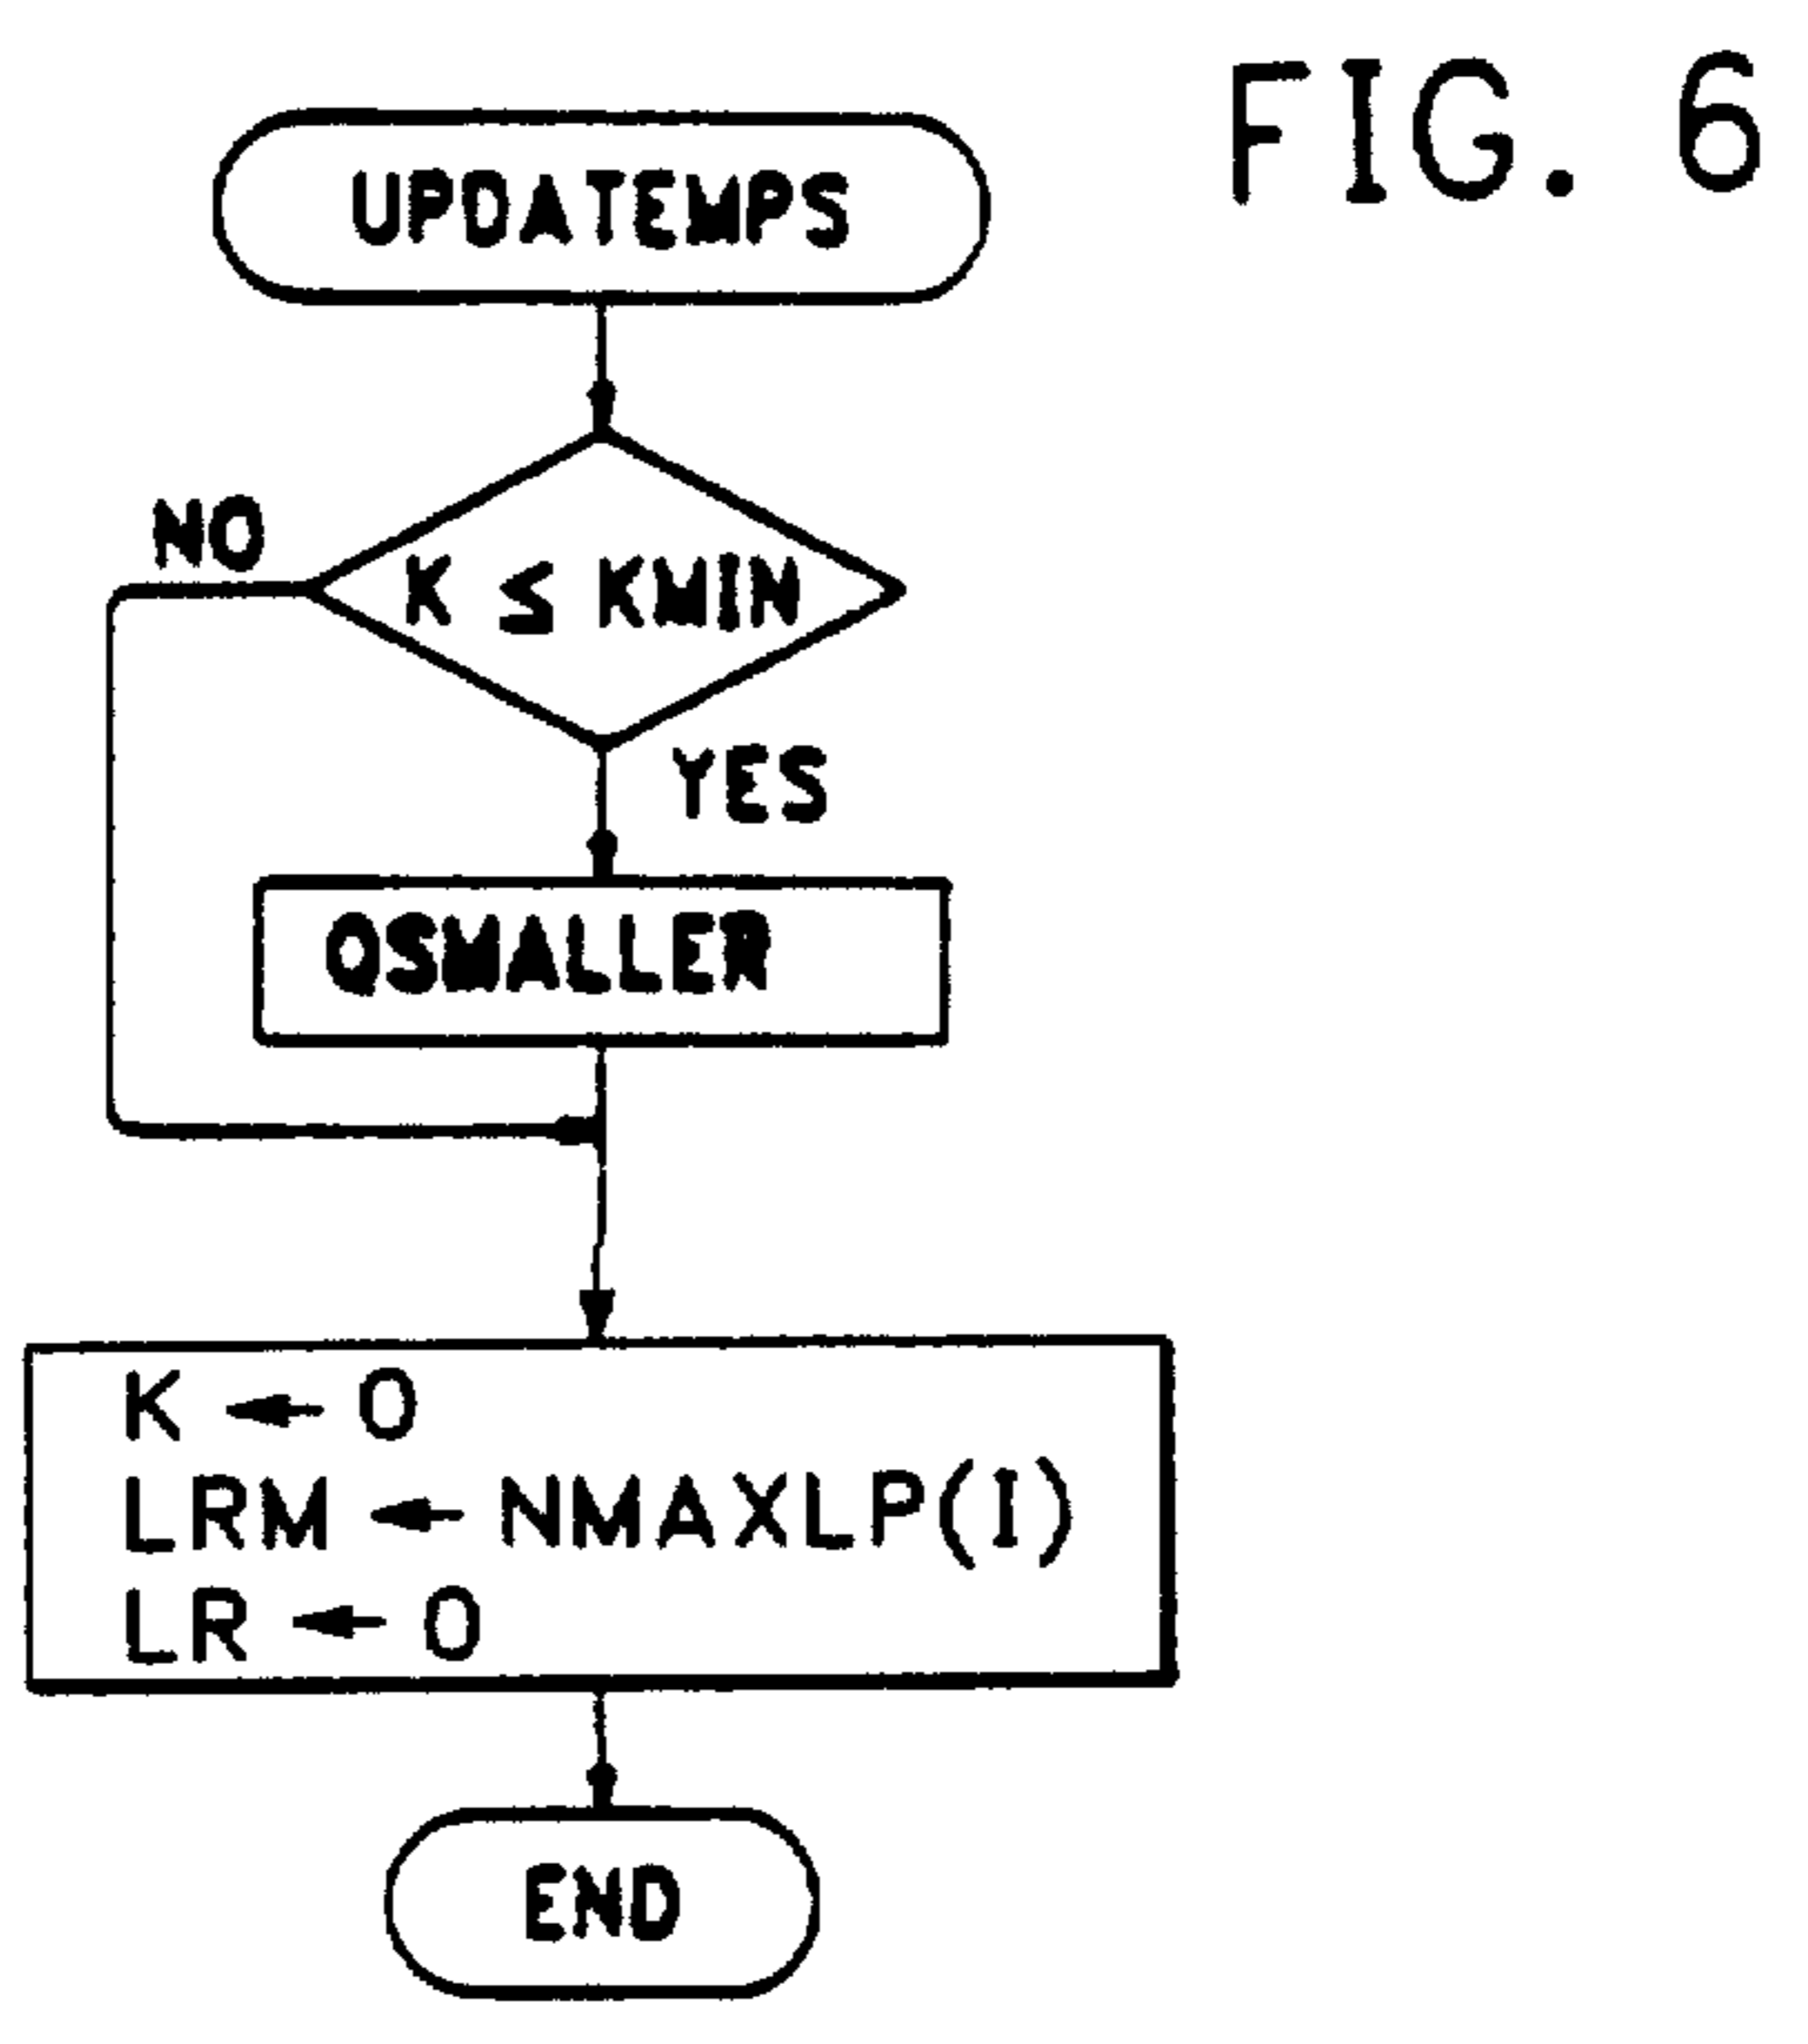 FIG. 6
UPDATEMPS
NO
K ≤ KMIN
YES
QSMALLER
K ← 0
LRM ← NMAXLP(I)
LR ← 0
END